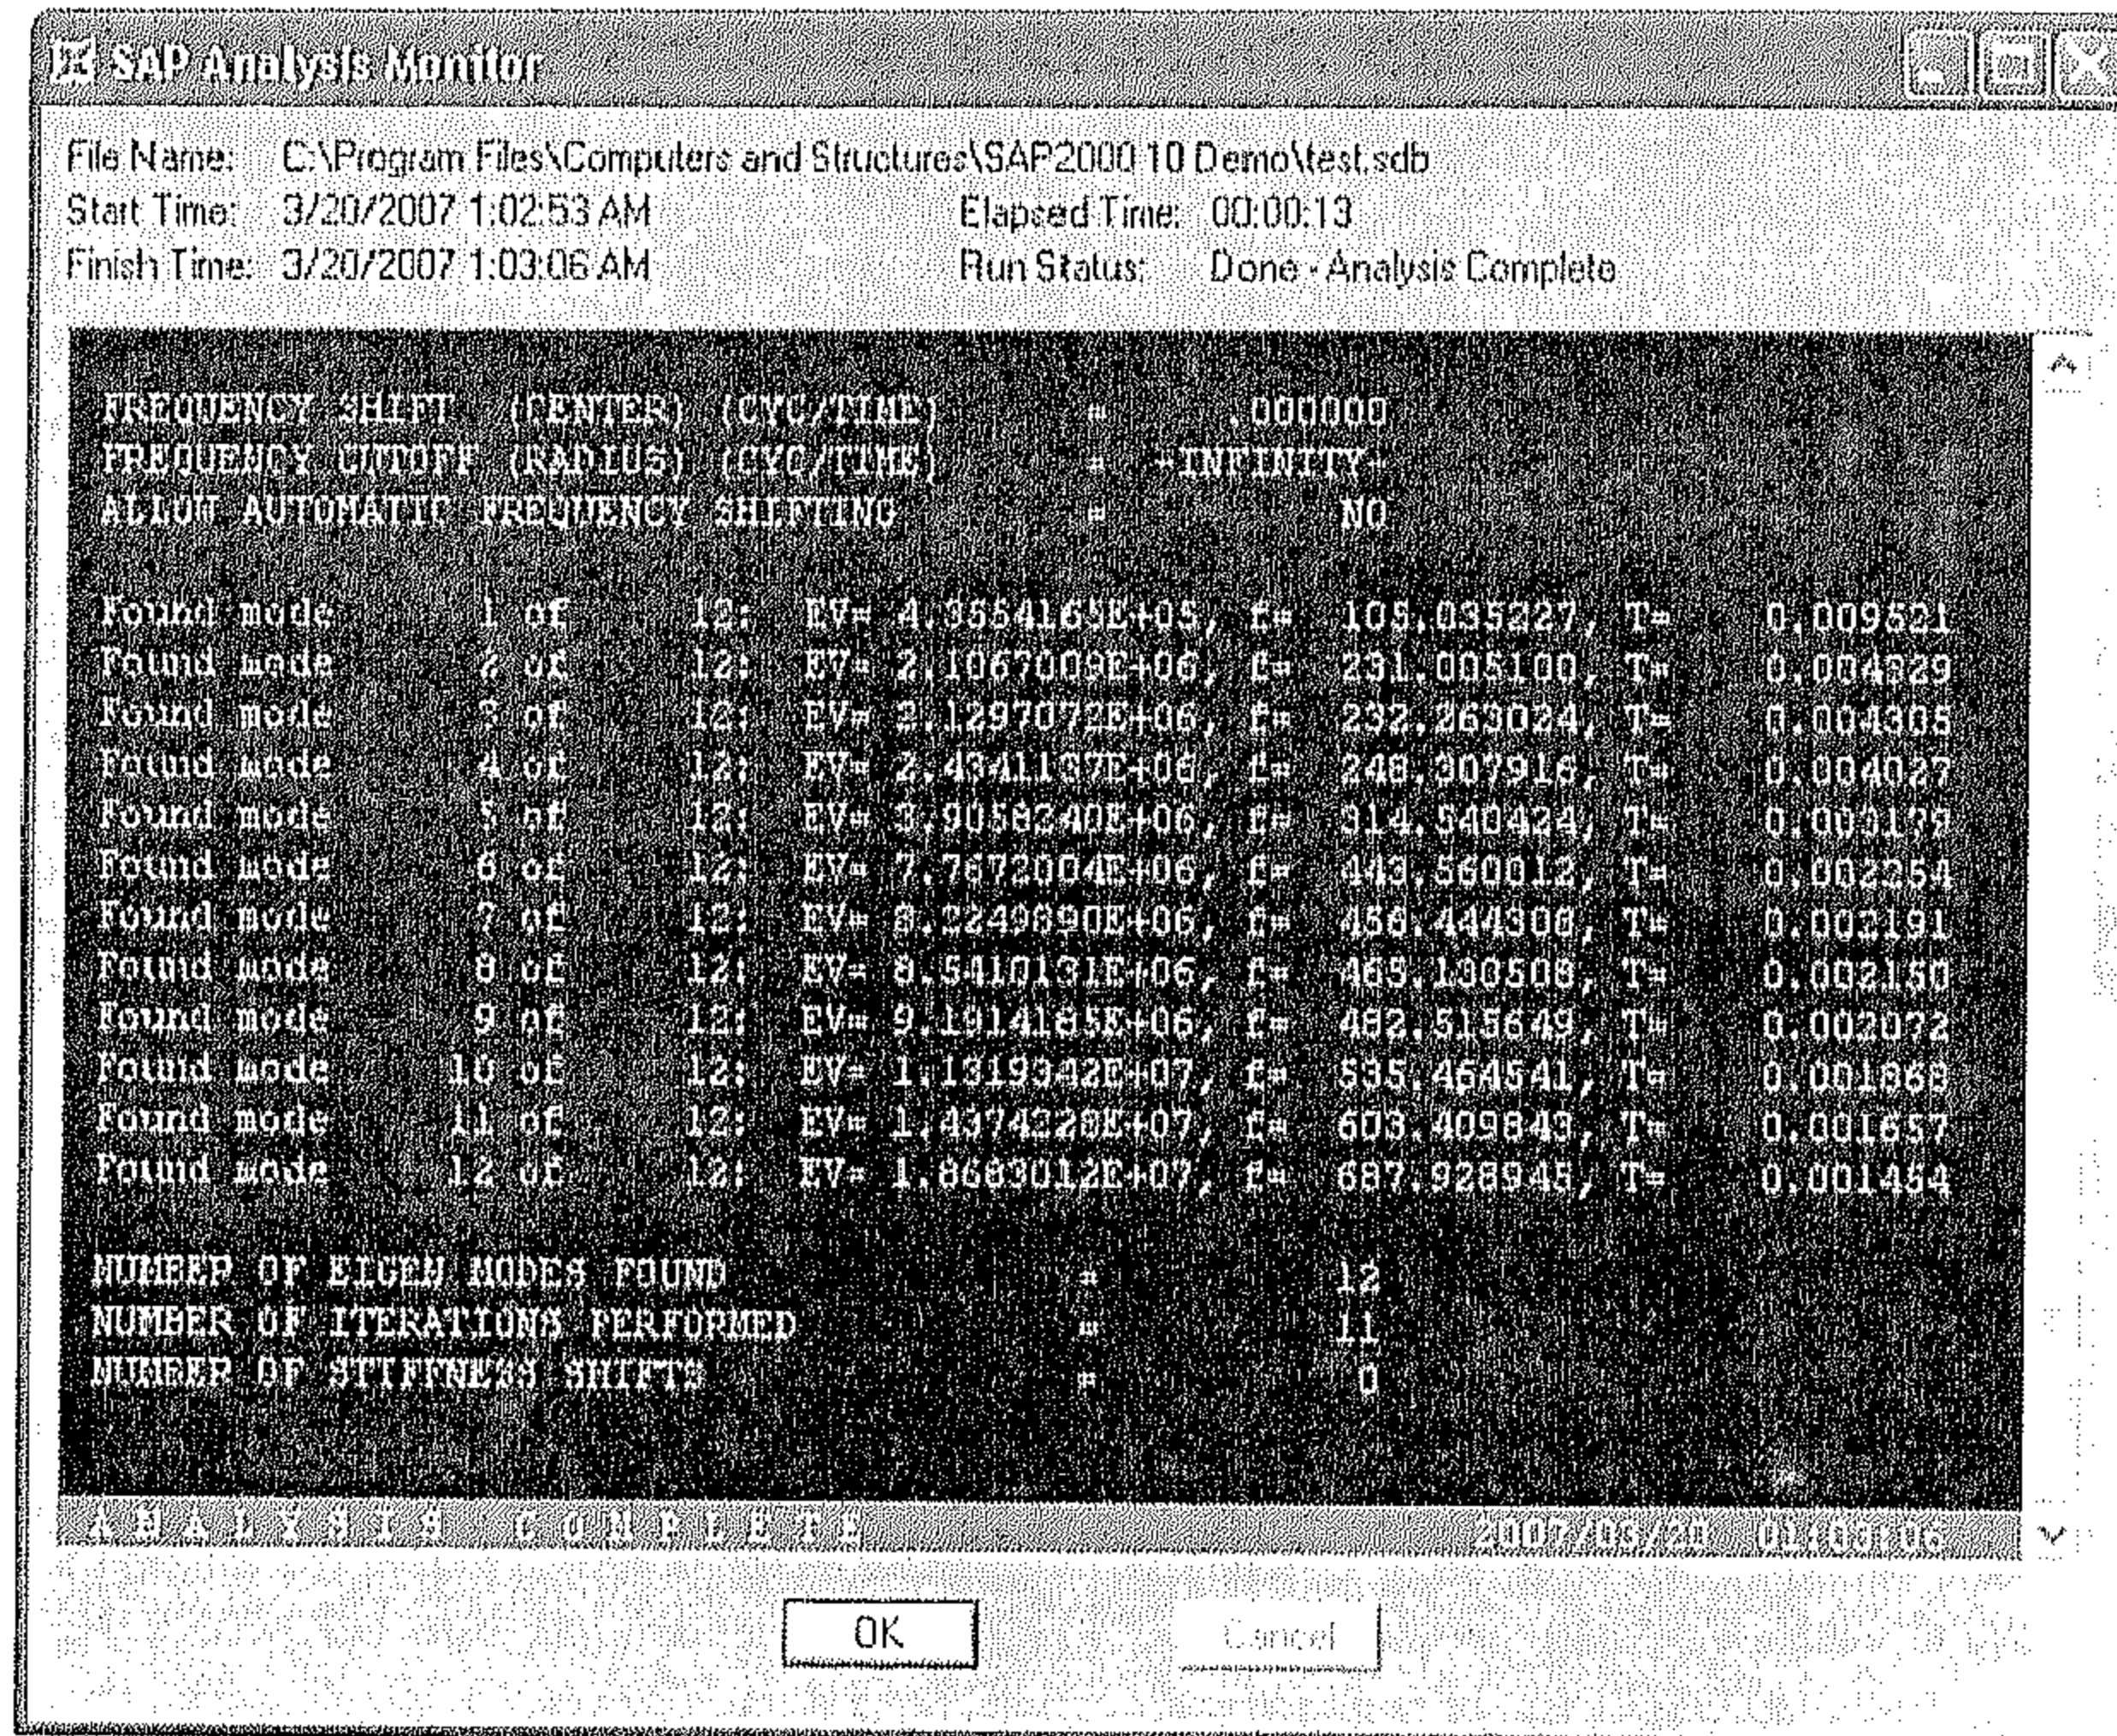 SAP Analysis Monitor
File Name: C:\Program Files\Computers and Structures\SAP2000 10 Demo\test.sdb
Start Time: 3/20/2007 1:02:53 AM Elapsed Time: 00:00:13
Finish Time: 3/20/2007 1:03:06 AM Run Status: Done - Analysis Complete
FREQUENCY SHIFT (CENTER) (CYC/TIME) = .000000
FREQUENCY CUTOFF (RADIUS) (CYC/TIME) = -INFINITY-
ALLOW AUTOMATIC FREQUENCY SHIFTING = NO
Found mode 1 of 12: EV= 4.3554165E+05, f= 105.035227, T= 0.009521
Found mode 2 of 12: EV= 2.1067009E+06, f= 231.005100, T= 0.004329
Found mode 3 of 12: EV= 2.1297072E+06, f= 232.263024, T= 0.004305
Found mode 4 of 12: EV= 2.4341137E+06, f= 248.307916, T= 0.004027
Found mode 5 of 12: EV= 3.9058240E+06, f= 314.540424, T= 0.003179
Found mode 6 of 12: EV= 7.7672004E+06, f= 443.560012, T= 0.002254
Found mode 7 of 12: EV= 8.2249890E+06, f= 456.444308, T= 0.002191
Found mode 8 of 12: EV= 8.5410131E+06, f= 465.130508, T= 0.002150
Found mode 9 of 12: EV= 9.1914185E+06, f= 482.515649, T= 0.002072
Found mode 10 of 12: EV= 1.1319342E+07, f= 535.464541, T= 0.001868
Found mode 11 of 12: EV= 1.4374228E+07, f= 603.409843, T= 0.001657
Found mode 12 of 12: EV= 1.8683012E+07, f= 687.928945, T= 0.001454
NUMBER OF EIGEN MODES FOUND = 12
NUMBER OF ITERATIONS PERFORMED = 11
NUMBER OF STIFFNESS SHIFTS = 0
A N A L Y S I S C O M P L E T E 2007/03/20 01:03:06
OK Cancel